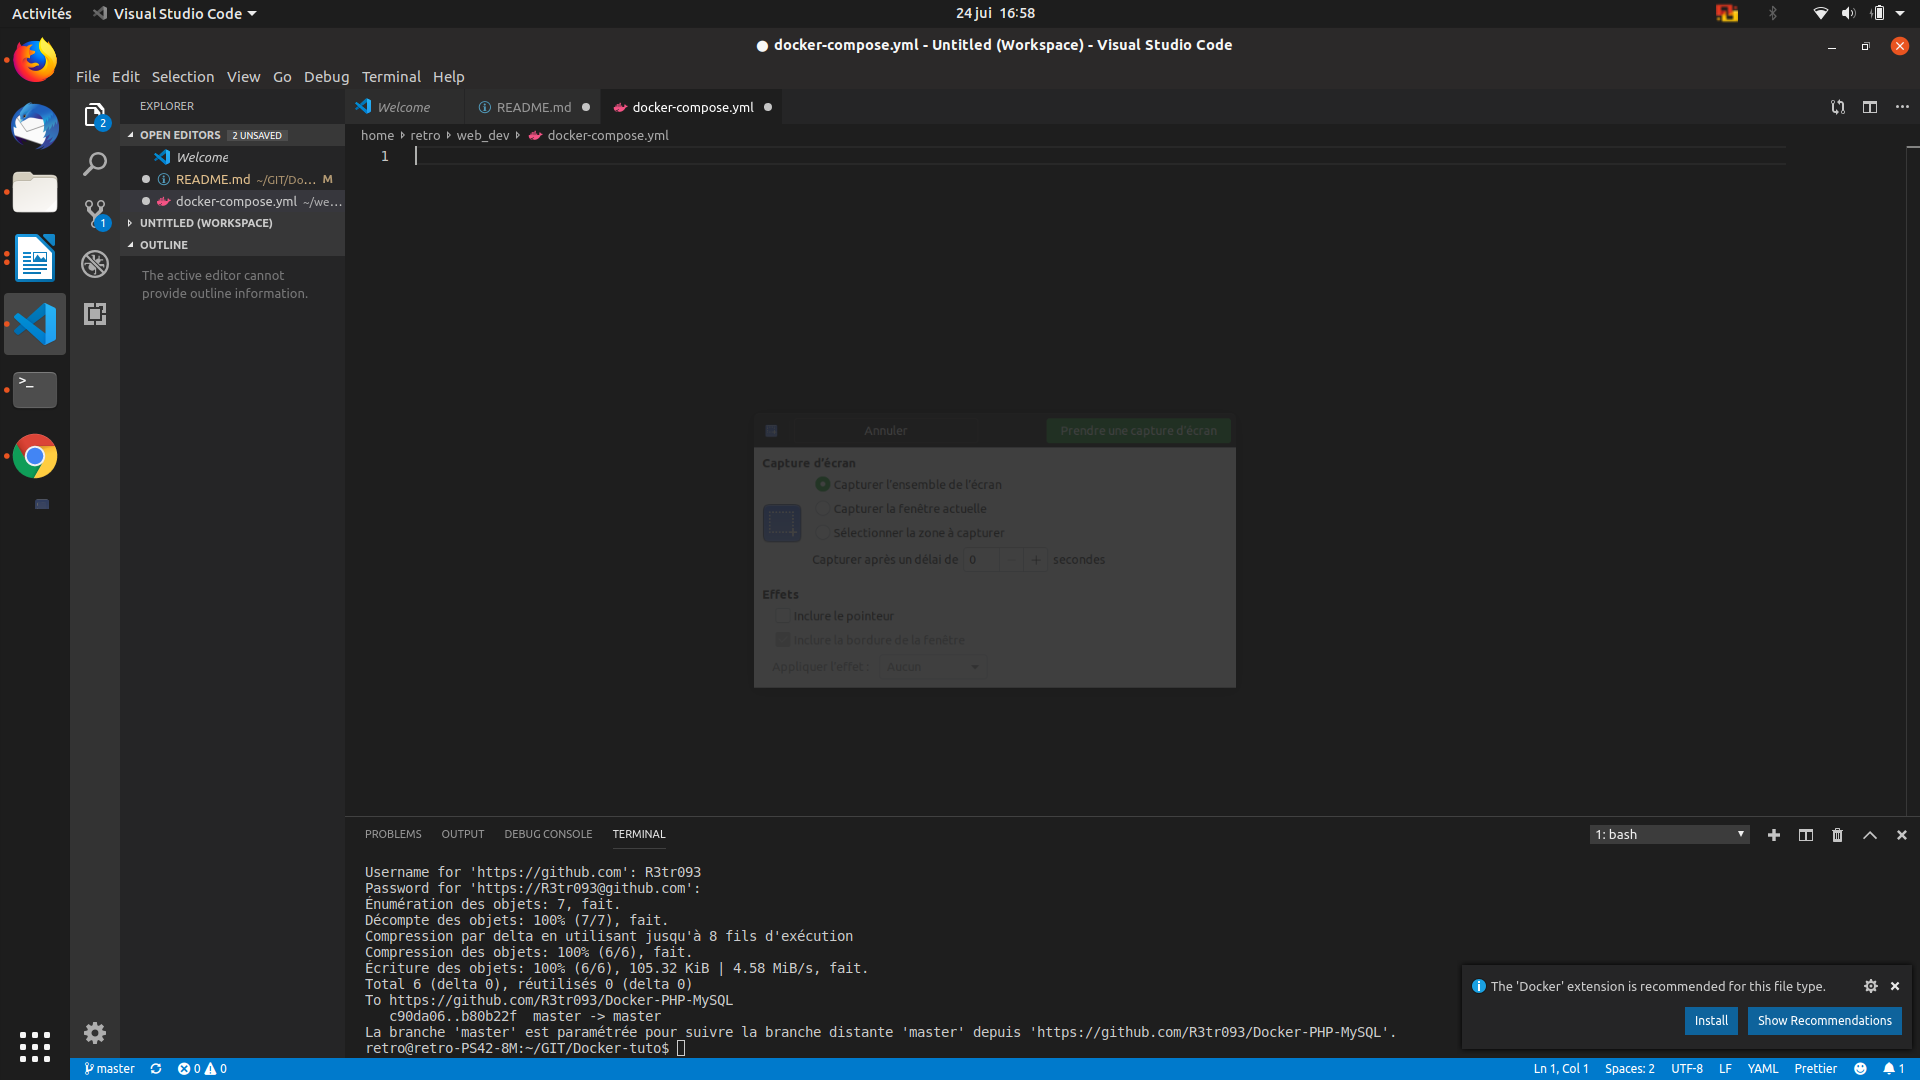 Activités
Visual Studio Code
24 jui 16:58
● docker-compose.yml - Untitled (Workspace) - Visual Studio Code
File Edit Selection View Go Debug Terminal Help
EXPLORER
OPEN EDITORS 2 UNSAVED
Welcome
README.md ~/GIT/Do... M
docker-compose.yml ~/we...
UNTITLED (WORKSPACE)
OUTLINE
The active editor cannot
provide outline information.
2
1
Welcome
README.md
docker-compose.yml
home
retro
web_dev
docker-compose.yml
1
Annuler
Prendre une capture d'écran
Capture d'écran
Capturer l'ensemble de l'écran
Capturer la fenêtre actuelle
Sélectionner la zone à capturer
Capturer après un délai de 0 − + secondes
Effets
Inclure le pointeur
Inclure la bordure de la fenêtre
Appliquer l'effet : Aucun
PROBLEMS OUTPUT DEBUG CONSOLE TERMINAL
1: bash
Username for 'https://github.com': R3tr093
Password for 'https://R3tr093@github.com':
Énumération des objets: 7, fait.
Décompte des objets: 100% (7/7), fait.
Compression par delta en utilisant jusqu'à 8 fils d'exécution
Compression des objets: 100% (6/6), fait.
Écriture des objets: 100% (6/6), 105.32 KiB | 4.58 MiB/s, fait.
Total 6 (delta 0), réutilisés 0 (delta 0)
To https://github.com/R3tr093/Docker-PHP-MySQL
c90da06..b80b22f master -> master
La branche 'master' est paramétrée pour suivre la branche distante 'master' depuis 'https://github.com/R3tr093/Docker-PHP-MySQL'.
retro@retro-PS42-8M:~/GIT/Docker-tuto$
The 'Docker' extension is recommended for this file type.
Install
Show Recommendations
master
0
0
Ln 1, Col 1
Spaces: 2
UTF-8
LF
YAML
Prettier
1